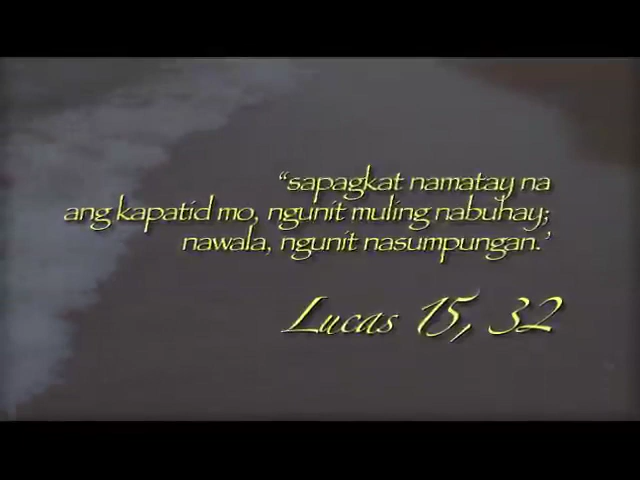 “sapagkat namatay na
ang kapatid mo, ngunit muling nabuhay;
nawala, ngunit nasumpungan.’
Lucas 15, 32